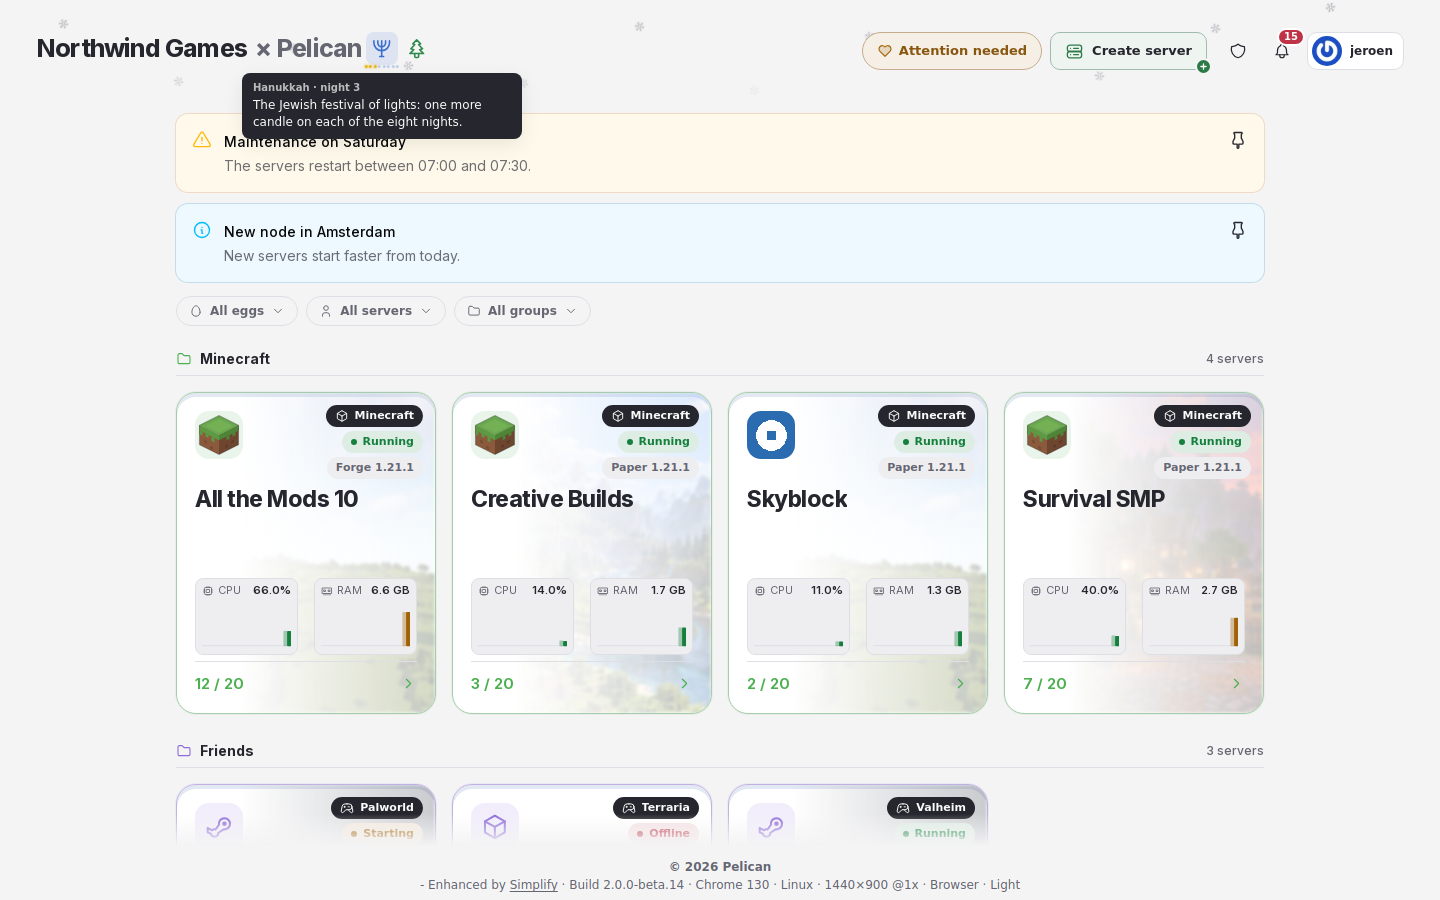 Northwind Games × Pelican
Attention needed
Create server
15
jeroen
Hanukkah · night 3
The Jewish festival of lights: one more
candle on each of the eight nights.
Maintenance on Saturday
The servers restart between 07:00 and 07:30.
New node in Amsterdam
New servers start faster from today.
All eggs
All servers
All groups
Minecraft
4 servers
Minecraft
Running
Forge 1.21.1
All the Mods 10
CPU 66.0%
RAM 6.6 GB
12 / 20
Minecraft
Running
Paper 1.21.1
Creative Builds
CPU 14.0%
RAM 1.7 GB
3 / 20
Minecraft
Running
Paper 1.21.1
Skyblock
CPU 11.0%
RAM 1.3 GB
2 / 20
Minecraft
Running
Paper 1.21.1
Survival SMP
CPU 40.0%
RAM 2.7 GB
7 / 20
Friends
3 servers
Palworld
Starting
Terraria
Offline
Valheim
Running
© 2026 Pelican
- Enhanced by Simplify · Build 2.0.0-beta.14 · Chrome 130 · Linux · 1440×900 @1x · Browser · Light